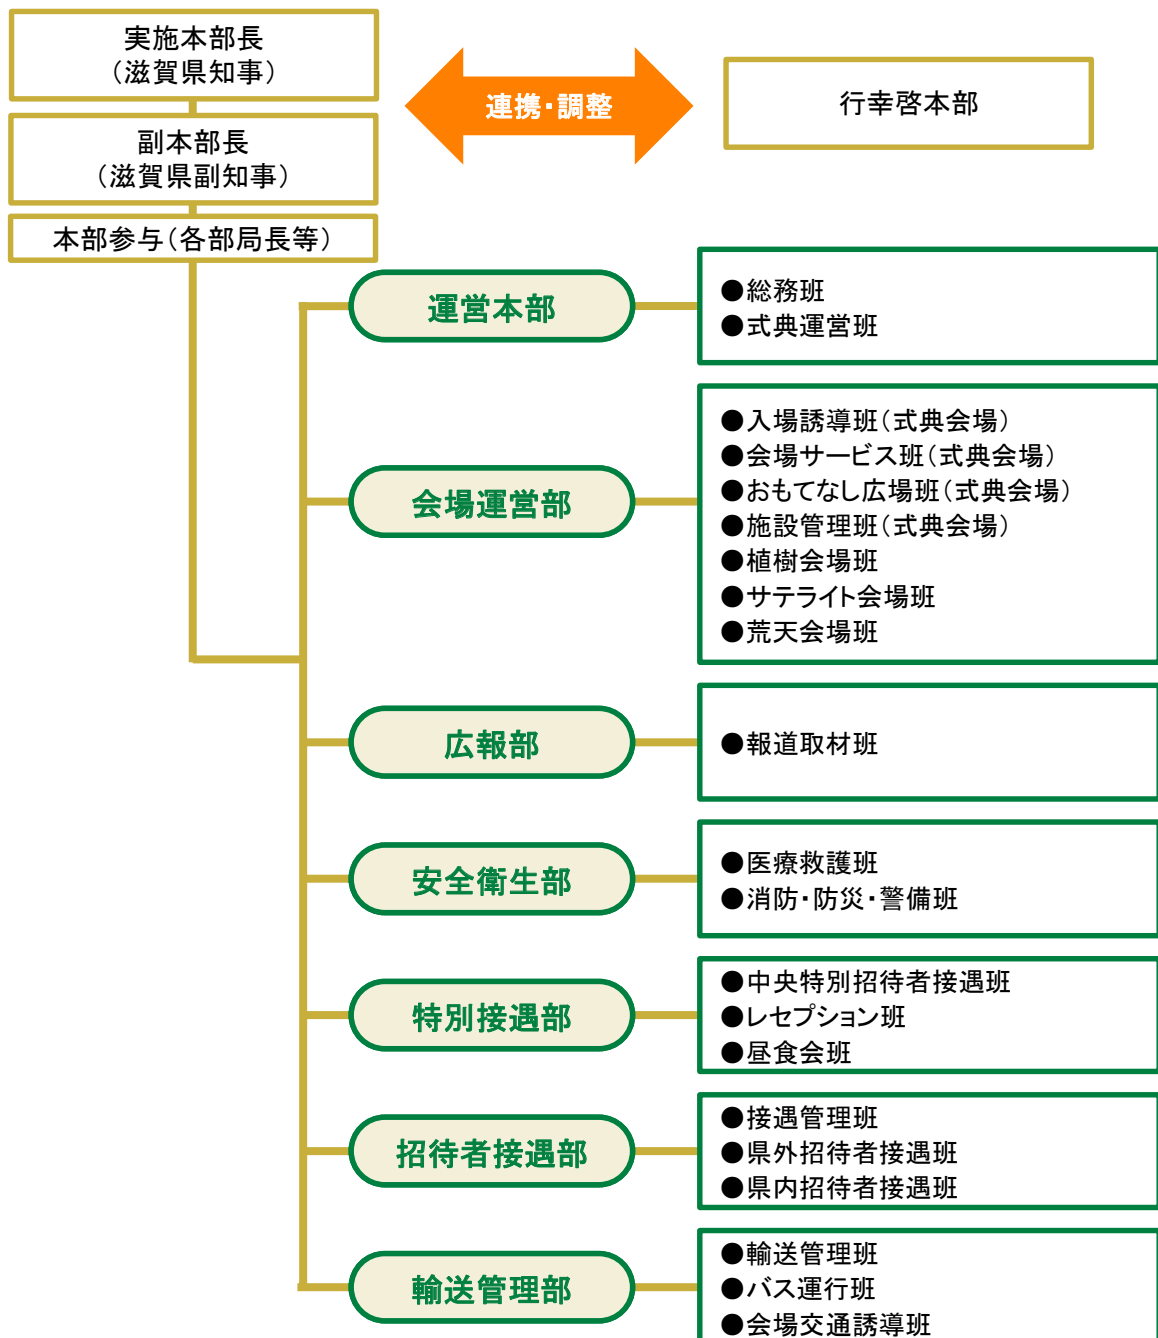 実施本部長
（滋賀県知事）
連携・調整
行幸啓本部
副本部長
（滋賀県副知事）
本部参与（各部局長等）
運営本部
●総務班
●式典運営班
会場運営部
●入場誘導班（式典会場）
●会場サービス班（式典会場）
●おもてなし広場班（式典会場）
●施設管理班（式典会場）
●植樹会場班
●サテライト会場班
●荒天会場班
広報部
●報道取材班
安全衛生部
●医療救護班
●消防・防災・警備班
特別接遇部
●中央特別招待者接遇班
●レセプション班
●昼食会班
招待者接遇部
●接遇管理班
●県外招待者接遇班
●県内招待者接遇班
輸送管理部
●輸送管理班
●バス運行班
●会場交通誘導班